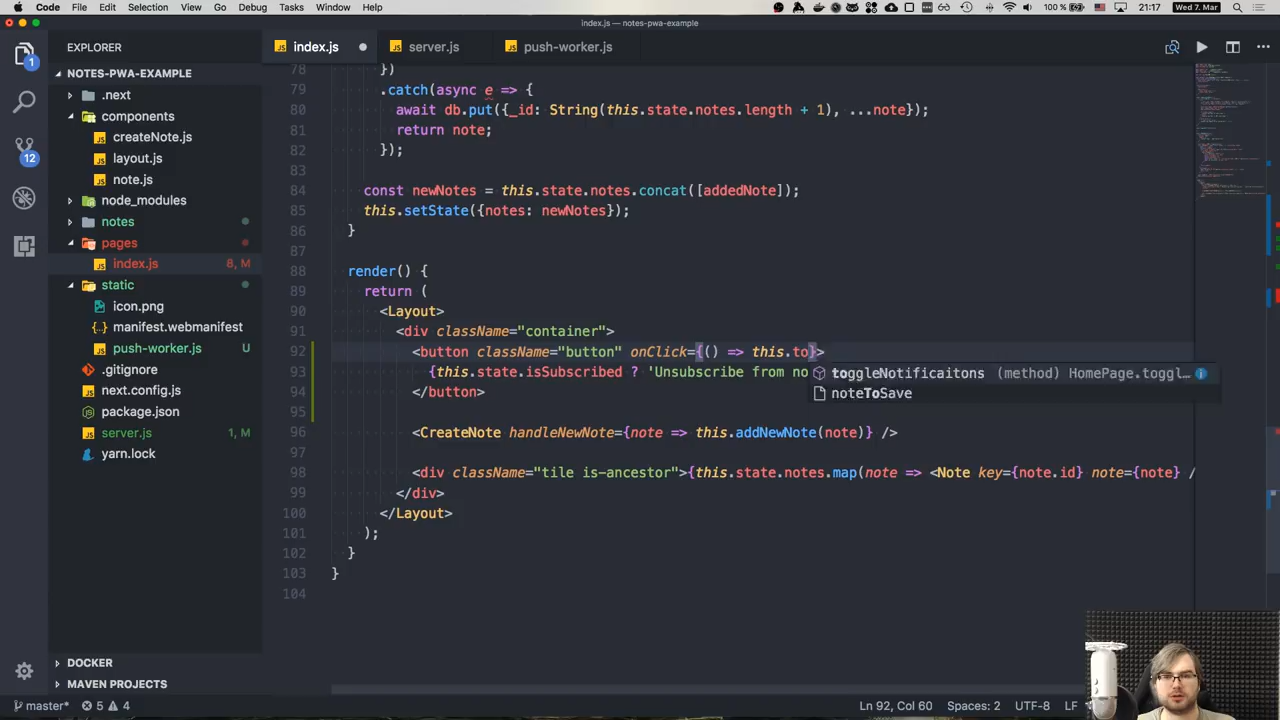 Code File Edit Selection View Go Debug Tasks Window Help 100 % Wed 7. Mar 21:17
index.js — notes-pwa-example
EXPLORER
index.js server.js push-worker.js
NOTES-PWA-EXAMPLE
.next
components
createNote.js
layout.js
note.js
node_modules
notes
pages
index.js 8, M
static
icon.png
manifest.webmanifest
push-worker.js U
.gitignore
next.config.js
package.json
server.js 1, M
yarn.lock
DOCKER
MAVEN PROJECTS
1
12
78 })
79 .catch(async e => {
80 await db.put({_id: String(this.state.notes.length + 1), ...note});
81 return note;
82 });
83
84 const newNotes = this.state.notes.concat([addedNote]);
85 this.setState({notes: newNotes});
86 }
87
88 render() {
89 return (
90 <Layout>
91 <div className="container">
92 <button className="button" onClick={() => this.to}>
93 {this.state.isSubscribed ? 'Unsubscribe from no
94 </button>
95
96 <CreateNote handleNewNote={note => this.addNewNote(note)} />
97
98 <div className="tile is-ancestor">{this.state.notes.map(note => <Note key={note.id} note={note} /
99 </div>
100 </Layout>
101 );
102 }
103 }
104
toggleNotificaitons (method) HomePage.toggl…
noteToSave
master* 5 4 Ln 92, Col 60 Spaces: 2 UTF-8 LF